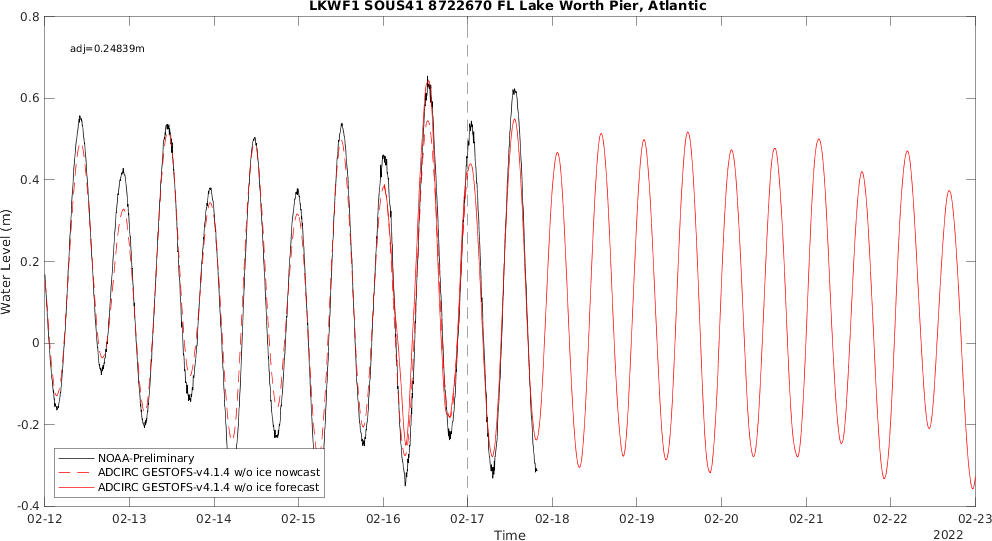 LKWF1 SOUS41 8722670 FL Lake Worth Pier, Atlantic
0.8
adj=0.24839m
0.6
0.4
0.2
0
-0.2
-0.4
Water Level (m)
NOAA-Preliminary
ADCIRC GESTOFS-v4.1.4 w/o ice nowcast
ADCIRC GESTOFS-v4.1.4 w/o ice forecast
02-12 02-13 02-14 02-15 02-16 02-17 02-18 02-19 02-20 02-21 02-22 02-23
Time
2022